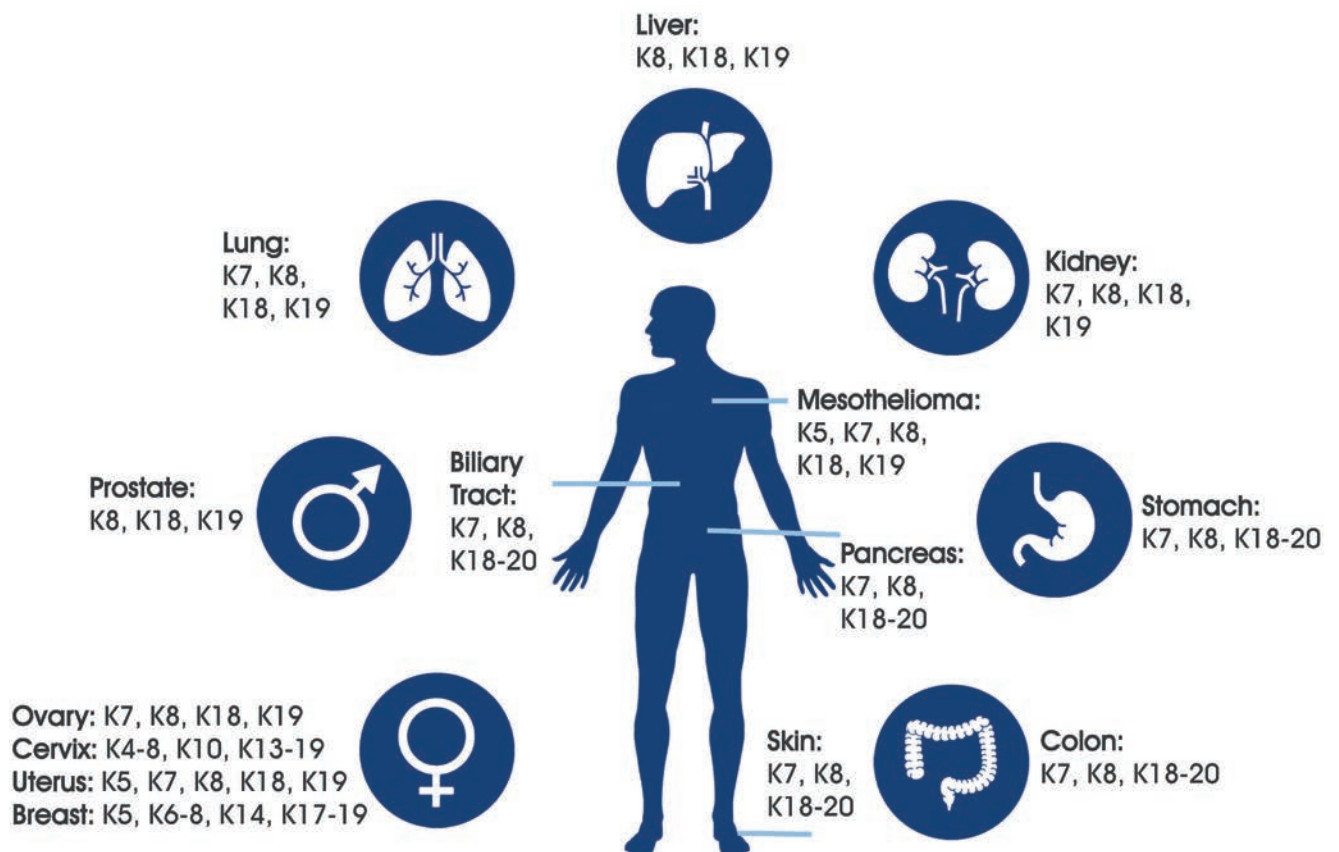 Liver:
K8, K18, K19
Lung:
K7, K8,
K18, K19
Kidney:
K7, K8, K18,
K19
Mesothelioma:
K5, K7, K8,
K18, K19
Prostate:
K8, K18, K19
Biliary
Tract:
K7, K8,
K18-20
Stomach:
K7, K8, K18-20
Pancreas:
K7, K8,
K18-20
Ovary: K7, K8, K18, K19
Cervix: K4-8, K10, K13-19
Uterus: K5, K7, K8, K18, K19
Breast: K5, K6-8, K14, K17-19
Skin:
K7, K8,
K18-20
Colon:
K7, K8, K18-20